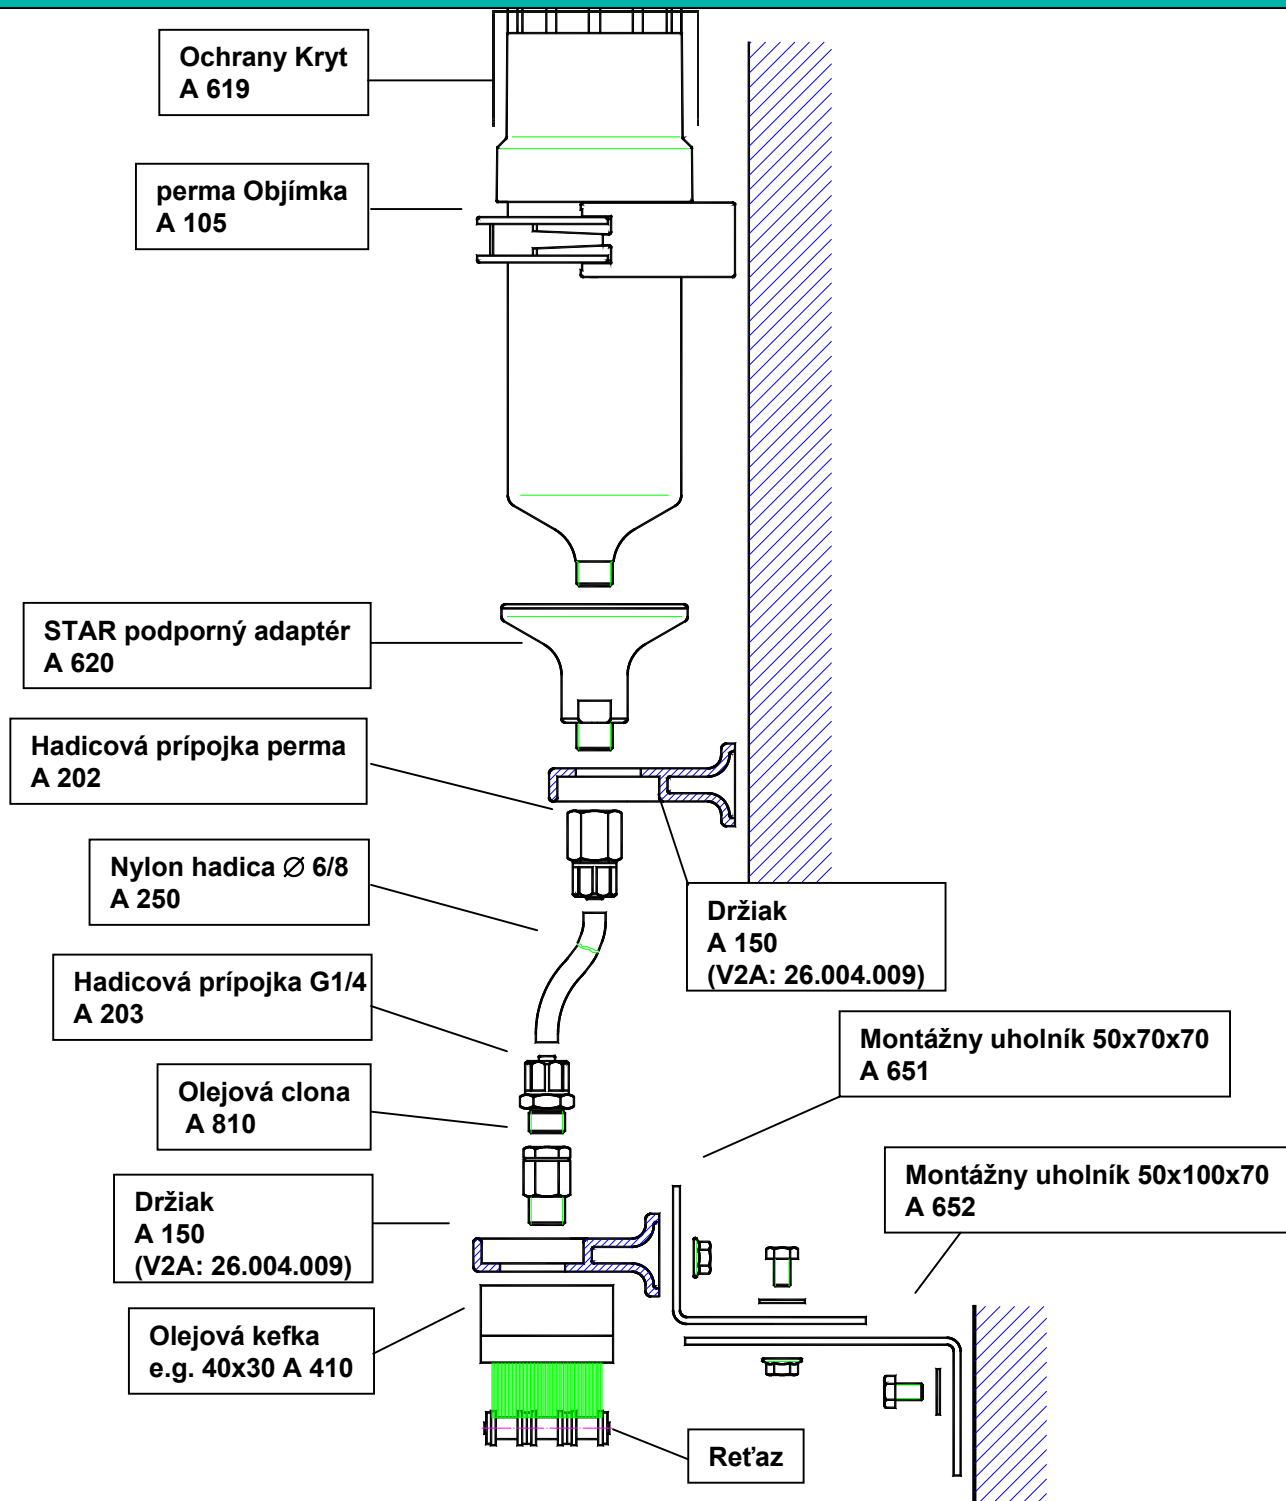 Ochrany Kryt
A 619
perma Objímka
A 105
STAR podporný adaptér
A 620
Hadicová prípojka perma
A 202
Nylon hadica ∅ 6/8
A 250
Držiak
A 150
(V2A: 26.004.009)
Hadicová prípojka G1/4
A 203
Montážny uholník 50x70x70
A 651
Olejová clona
A 810
Montážny uholník 50x100x70
A 652
Držiak
A 150
(V2A: 26.004.009)
Olejová kefka
e.g. 40x30 A 410
Reťaz